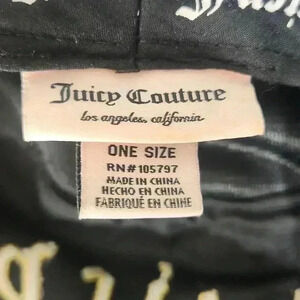 Juicy Couture
los angeles, california
ONE SIZE
RN# 105797
MADE IN CHINA
HECHO EN CHINA
FABRIQUÉ EN CHINE